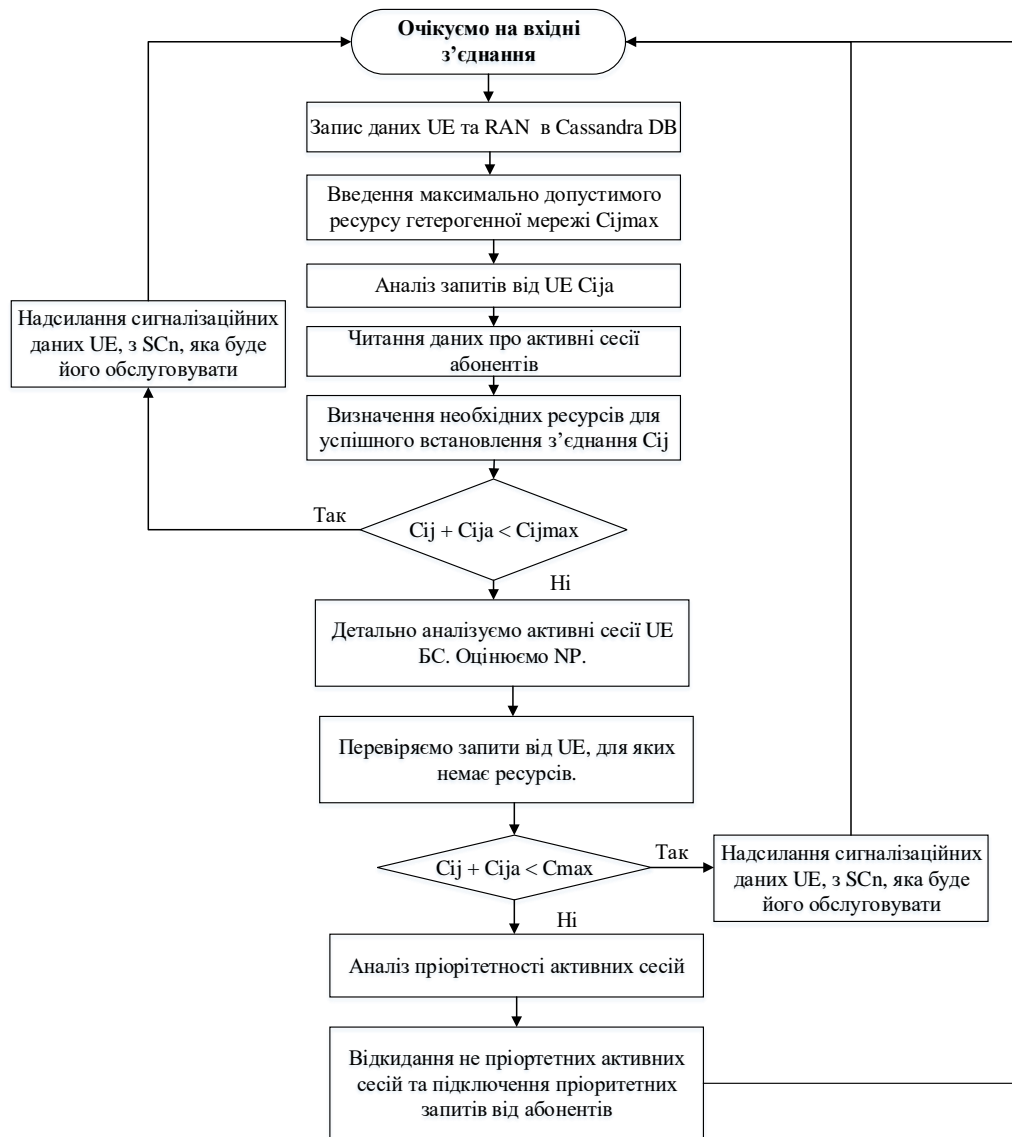 Очікуємо на вхідні
з’єднання
Запис даних UE та RAN в Cassandra DB
Введення максимально допустимого
ресурсу гетерогенної мережі Cijmax
Аналіз запитів від UE Cija
Надсилання сигналізаційних
даних UE, з SCn, яка буде
його обслуговувати
Читання даних про активні сесії
абонентів
Визначення необхідних ресурсів для
успішного встановлення з’єднання Cij
Так
Cij + Cija < Cijmax
Ні
Детально аналізуємо активні сесії UE
БС. Оцінюємо NP.
Перевіряємо запити від UE, для яких
немає ресурсів.
Cij + Cija < Cmax
Так
Надсилання сигналізаційних
даних UE, з SCn, яка буде
його обслуговувати
Ні
Аналіз пріорітетності активних сесій
Відкидання не пріортетних активних
сесій та підключення пріоритетних
запитів від абонентів